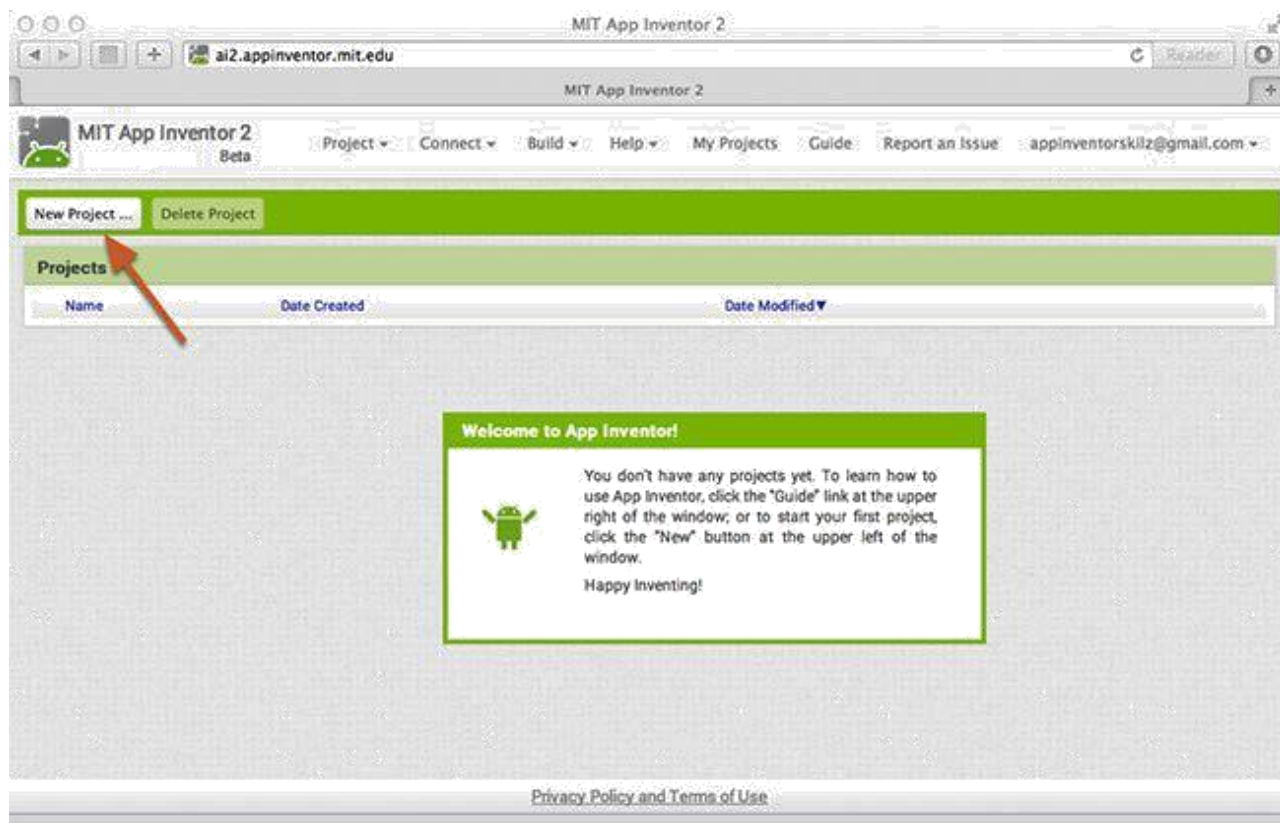 MIT App Inventor 2
ai2.appinventor.mit.edu
Reader
MIT App Inventor 2
MIT App Inventor 2
Beta
Project Connect Build Help My Projects Guide Report an Issue appinventorskilz@gmail.com
New Project ... Delete Project
Projects
Name Date Created Date Modified▼
Welcome to App Inventor!
You don't have any projects yet. To learn how to
use App Inventor, click the "Guide" link at the upper
right of the window; or to start your first project,
click the "New" button at the upper left of the
window.
Happy Inventing!
Privacy Policy and Terms of Use